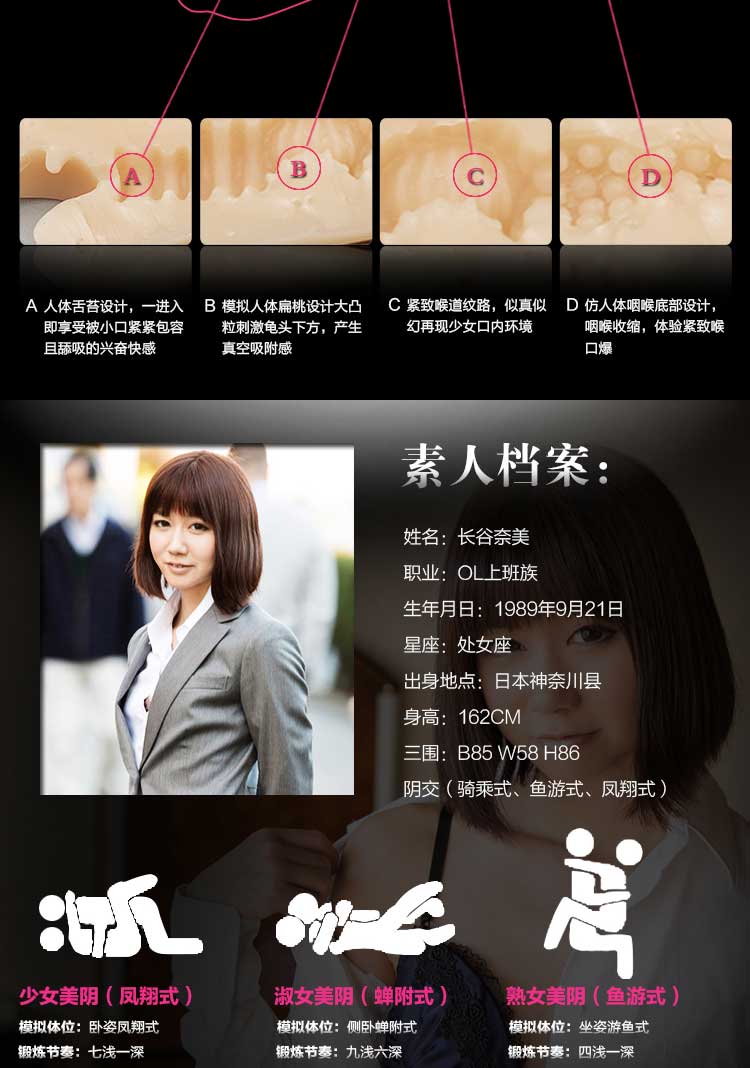 A
B
C
D
A 人体舌苔设计，一进入
即享受被小口紧紧包容
且舔吸的兴奋快感
B 模拟人体扁桃设计大凸
粒刺激龟头下方，产生
真空吸附感
C 紧致喉道纹路，似真似
幻再现少女口内环境
D 仿人体咽喉底部设计，
咽喉收缩，体验紧致喉
口爆
素人档案：
姓名：长谷奈美
职业：OL上班族
生年月日：1989年9月21日
星座：处女座
出身地点：日本神奈川县
身高：162CM
三围：B85 W58 H86
阴交（骑乘式、鱼游式、凤翔式）
少女美阴（凤翔式）
模拟体位：卧姿凤翔式
锻炼节奏：七浅一深
淑女美阴（蝉附式）
模拟体位：侧卧蝉附式
锻炼节奏：九浅六深
熟女美阴（鱼游式）
模拟体位：坐姿游鱼式
锻炼节奏：四浅一深